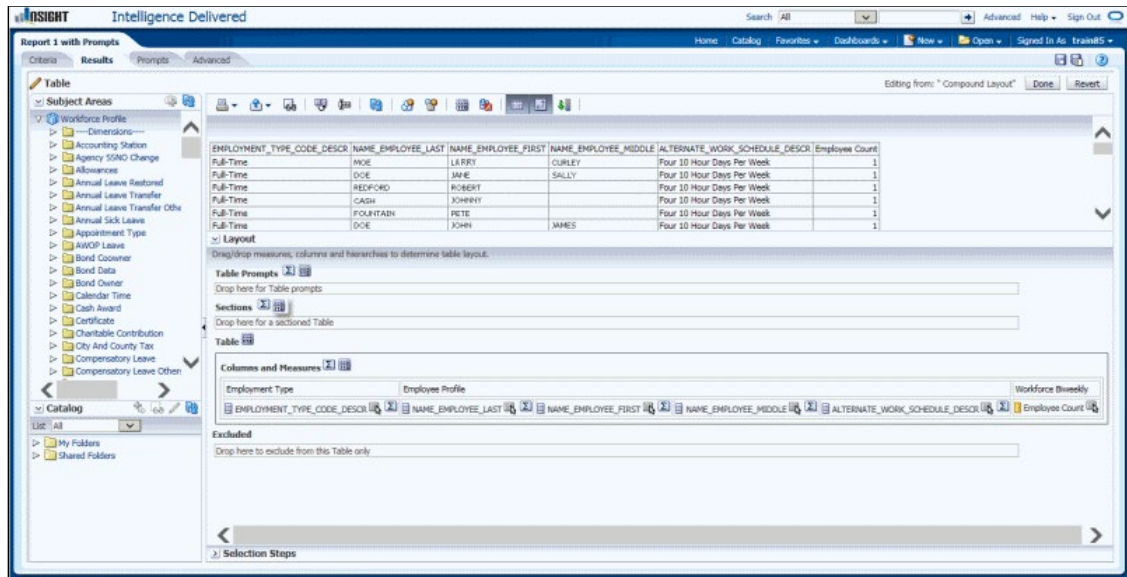 INSIGHT Intelligence Delivered
Search All Advanced Help Sign Out
Report 1 with Prompts
Home Catalog Favorites Dashboards New Open Signed In As train85
Criteria Results Prompts Advanced
Table
Editing from: "Compound Layout" Done Revert
Subject Areas
Workforce Profile
----Dimensions----
Accounting Station
Agency SSNO Change
Allowances
Annual Leave Restored
Annual Leave Transfer
Annual Leave Transfer Othe
Annual Sick Leave
Appointment Type
AWOP Leave
Bond Coowner
Bond Data
Bond Owner
Calendar Time
Cash Award
Certificate
Charitable Contribution
City And County Tax
Compensatory Leave
Compensatory Leave Othen
Catalog
List All
My Folders
Shared Folders
EMPLOYMENT_TYPE_CODE_DESCR NAME_EMPLOYEE_LAST NAME_EMPLOYEE_FIRST NAME_EMPLOYEE_MIDDLE ALTERNATE_WORK_SCHEDULE_DESCR Employee Count
Full-Time MOE LARRY CURLEY Four 10 Hour Days Per Week 1
Full-Time DOE JANE SALLY Four 10 Hour Days Per Week 1
Full-Time REDFORD ROBERT Four 10 Hour Days Per Week 1
Full-Time CASH JOHNNY Four 10 Hour Days Per Week 1
Full-Time FOUNTAIN PETE Four 10 Hour Days Per Week 1
Full-Time DOE JOHN JAMES Four 10 Hour Days Per Week 1
Layout
Drag/drop measures, columns and hierarchies to determine table layout.
Table Prompts
Drop here for Table prompts
Sections
Drop here for a sectioned Table
Table
Columns and Measures
Employment Type Employee Profile Workforce Biweekly
EMPLOYMENT_TYPE_CODE_DESCR NAME_EMPLOYEE_LAST NAME_EMPLOYEE_FIRST NAME_EMPLOYEE_MIDDLE ALTERNATE_WORK_SCHEDULE_DESCR Employee Count
Excluded
Drop here to exclude from this Table only
Selection Steps